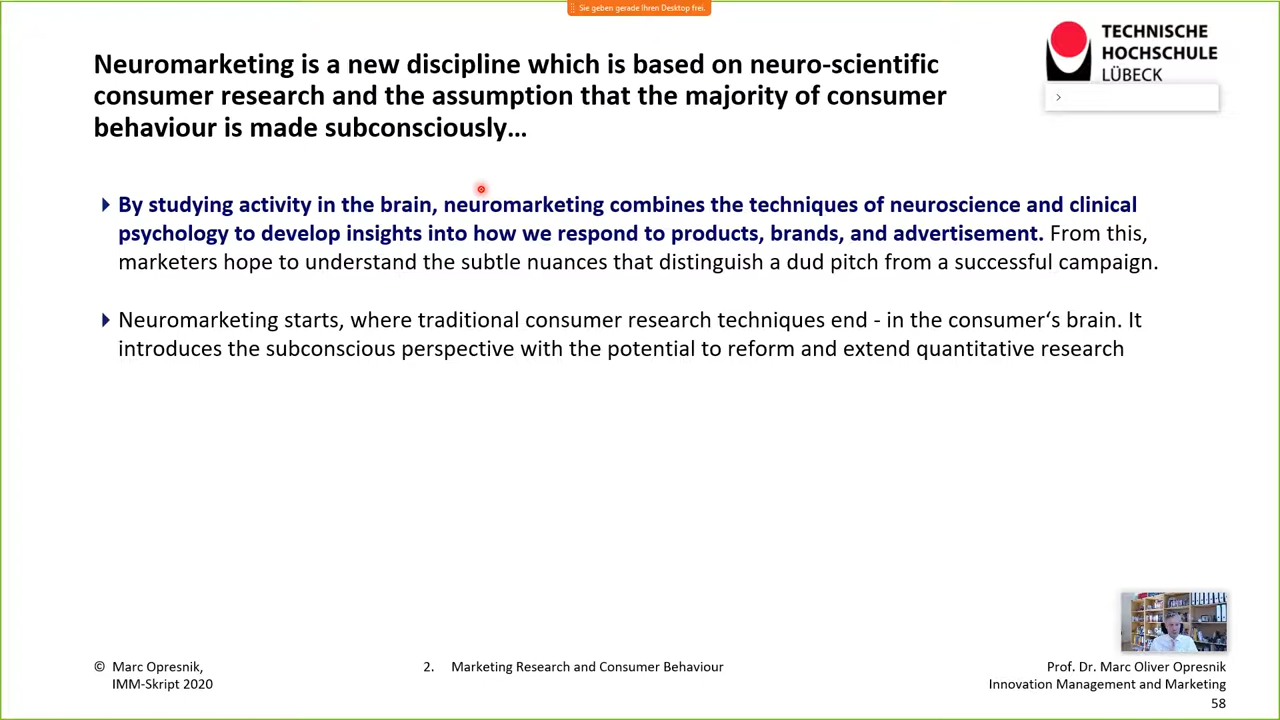 Sie geben gerade Ihren Desktop frei.
Neuromarketing is a new discipline which is based on neuro-scientific
consumer research and the assumption that the majority of consumer
behaviour is made subconsciously…
TECHNISCHE
HOCHSCHULE
LÜBECK
By studying activity in the brain, neuromarketing combines the techniques of neuroscience and clinical
psychology to develop insights into how we respond to products, brands, and advertisement. From this,
marketers hope to understand the subtle nuances that distinguish a dud pitch from a successful campaign.
Neuromarketing starts, where traditional consumer research techniques end - in the consumer‘s brain. It
introduces the subconscious perspective with the potential to reform and extend quantitative research
© Marc Opresnik,
IMM-Skript 2020
2. Marketing Research and Consumer Behaviour
Prof. Dr. Marc Oliver Opresnik
Innovation Management and Marketing
58